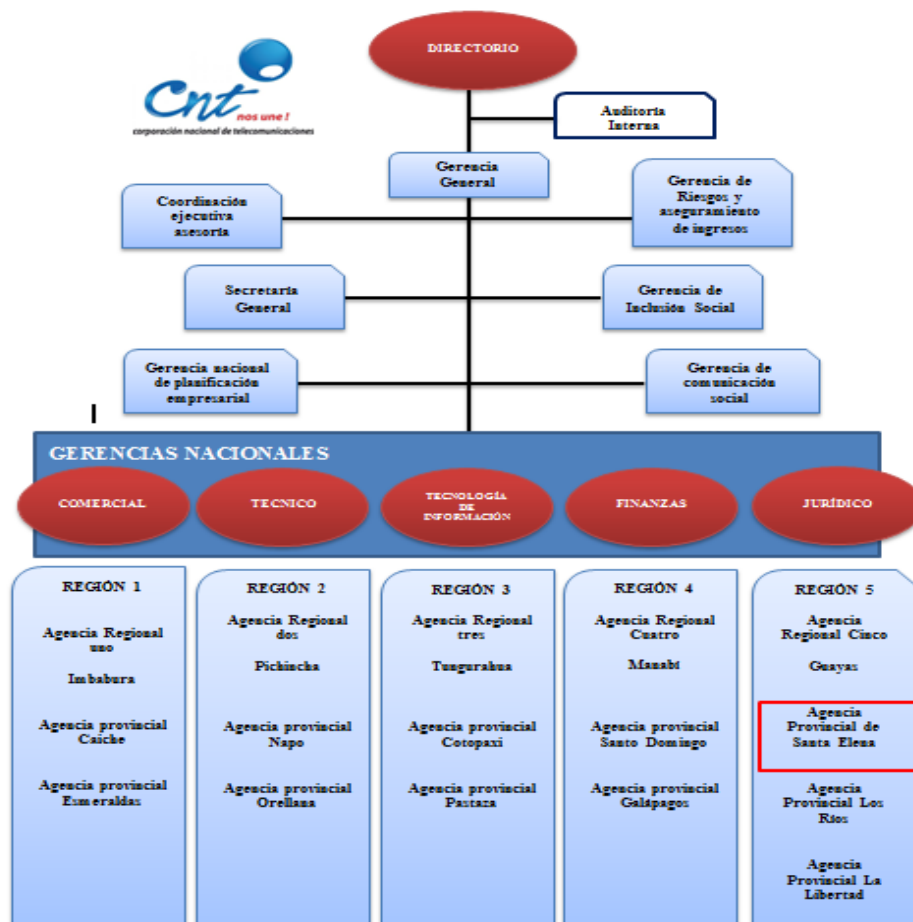 DIRECTORIO
Cnt
nos une !
corporación nacional de telecomunicaciones
Auditoría
Interna
Gerencia
General
Coordinación
ejecutiva
asesoría
Gerencia de
Riesgos y
aseguramiento
de ingresos
Secretaría
General
Gerencia de
Inclusión Social
Gerencia nacional
de planificación
empresarial
Gerencia de
comunicación
social
GERENCIAS NACIONALES
COMERCIAL
TECNICO
TECNOLOGÍA
DE
INFORMACIÓN
FINANZAS
JURÍDICO
REGIÓN 1
Agencia Regional
uno
Imbabura
Agencia provincial
Caiche
Agencia provincial
Esmeraldas
REGIÓN 2
Agencia Regional
dos
Pichincha
Agencia provincial
Napo
Agencia provincial
Orellana
REGIÓN 3
Agencia Regional
tres
Tungurahua
Agencia provincial
Cotopaxi
Agencia provincial
Pastaza
REGIÓN 4
Agencia Regional
Cuatro
Manabí
Agencia provincial
Santo Domingo
Agencia provincial
Galápagos
REGIÓN 5
Agencia
Regional Cinco
Guayas
Agencia
Provincial de
Santa Elena
Agencia
Provincial Los
Ríos
Agencia
Provincial La
Libertad